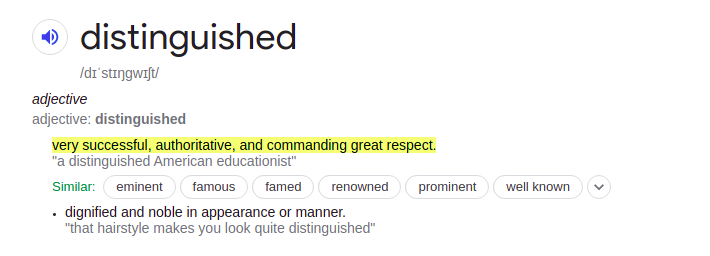 distinguished
/dɪˈstɪŋɡwɪʃt/
adjective
adjective: distinguished
very successful, authoritative, and commanding great respect.
"a distinguished American educationist"
Similar: eminent famous famed renowned prominent well known
• dignified and noble in appearance or manner.
"that hairstyle makes you look quite distinguished"